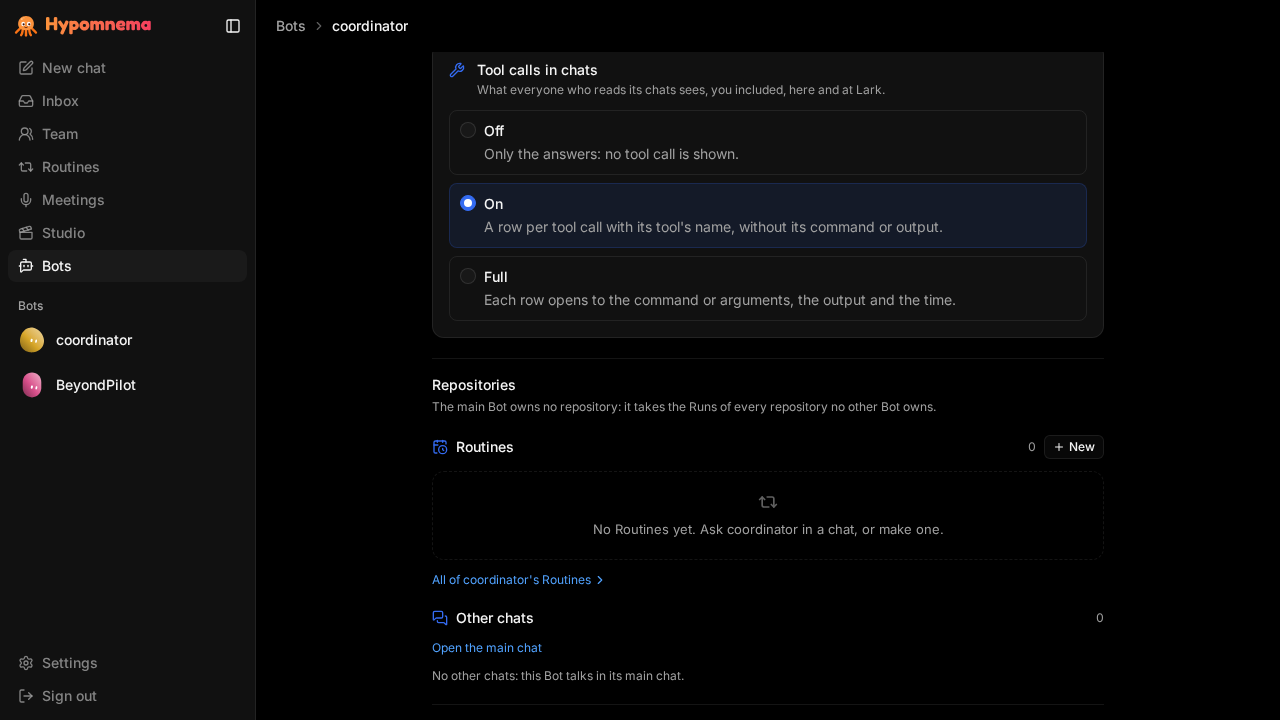 Hypomnema
New chat
Inbox
Team
Routines
Meetings
Studio
Bots
Bots
coordinator
BeyondPilot
Settings
Sign out
Bots
coordinator
Tool calls in chats
What everyone who reads its chats sees, you included, here and at Lark.
Off
Only the answers: no tool call is shown.
On
A row per tool call with its tool's name, without its command or output.
Full
Each row opens to the command or arguments, the output and the time.
Repositories
The main Bot owns no repository: it takes the Runs of every repository no other Bot owns.
Routines
0
New
No Routines yet. Ask coordinator in a chat, or make one.
All of coordinator's Routines
Other chats
0
Open the main chat
No other chats: this Bot talks in its main chat.